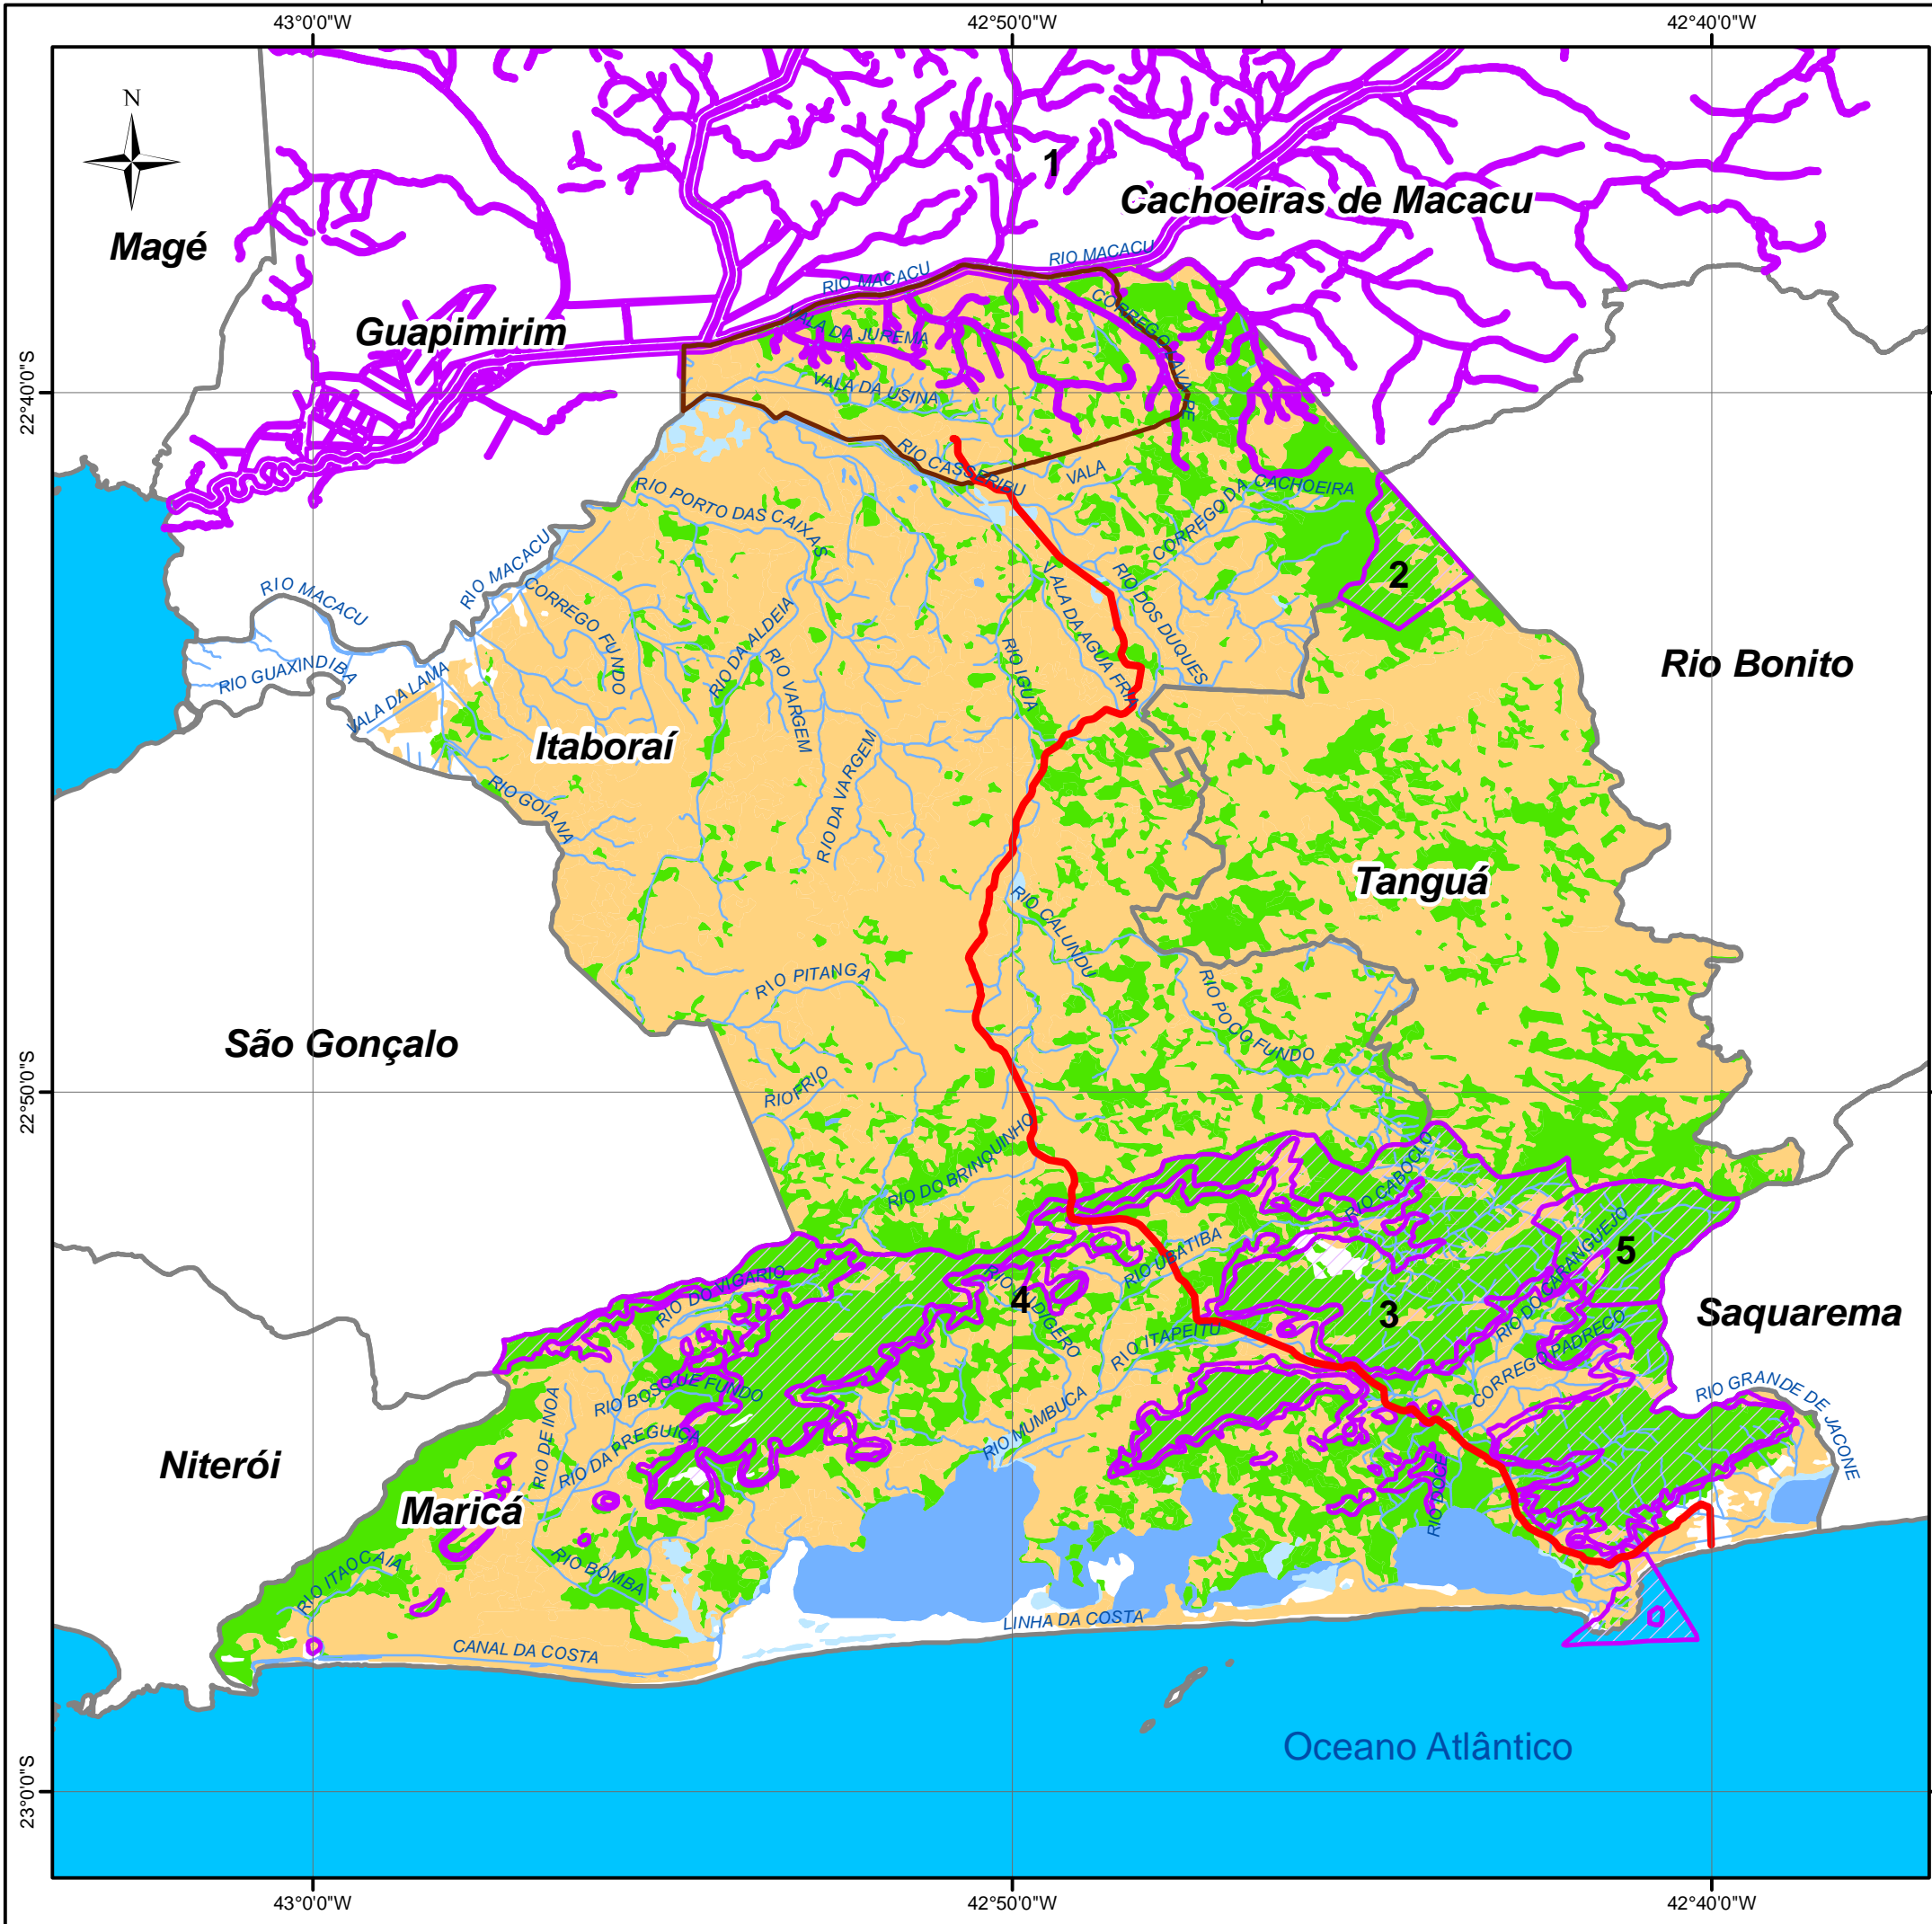 43°0'0"W
42°50'0"W
42°40'0"W
N
1
Cachoeiras de Macacu
Magé
RIO MACACU
RIO MACACU
Guapimirim
CORREGO TAVARE
VALA DA JUREMA
22°40'0"S
VALA DA USINA
RIO CASSERIBU
VALA
CORREGO DA CACHOEIRA
RIO PORTO DAS CAIXAS
RIO MACACU
2
RIO MACACU
CORREGO FUNDO
VALA DA AGUA FRIA
RIO DOS DUQUES
RIO DA ALDEIA
RIO GUAXINDIBA
RIO IGUA
Rio Bonito
VALA DA LAMA
RIO VARGEM
Itaboraí
RIO DA VARGEM
RIO GOIANA
Tanguá
RIO CALUNDU
RIO PITANGA
RIO POCO FUNDO
São Gonçalo
22°50'0"S
RIO FRIO
RIO DO BRINQUINHO
RIO CABOCLO
RIO UBATIBA
5
RIO DO CARANGUEJO
RIO DO VIGARIO
4
3
Saquarema
RIO ITAPEITU
CORREGO PADRECO
RIO BOSQUE FUNDO
RIO GRANDE DE JACONE
RIO DE INOA
RIO MUMBUCA
RIO DA PREGUIÇA
Niterói
Maricá
RIO DOCE
RIO ITAOCAIA
RIO BOMBA
LINHA DA COSTA
CANAL DA COSTA
Oceano Atlântico
23°0'0"S
43°0'0"W
42°50'0"W
42°40'0"W